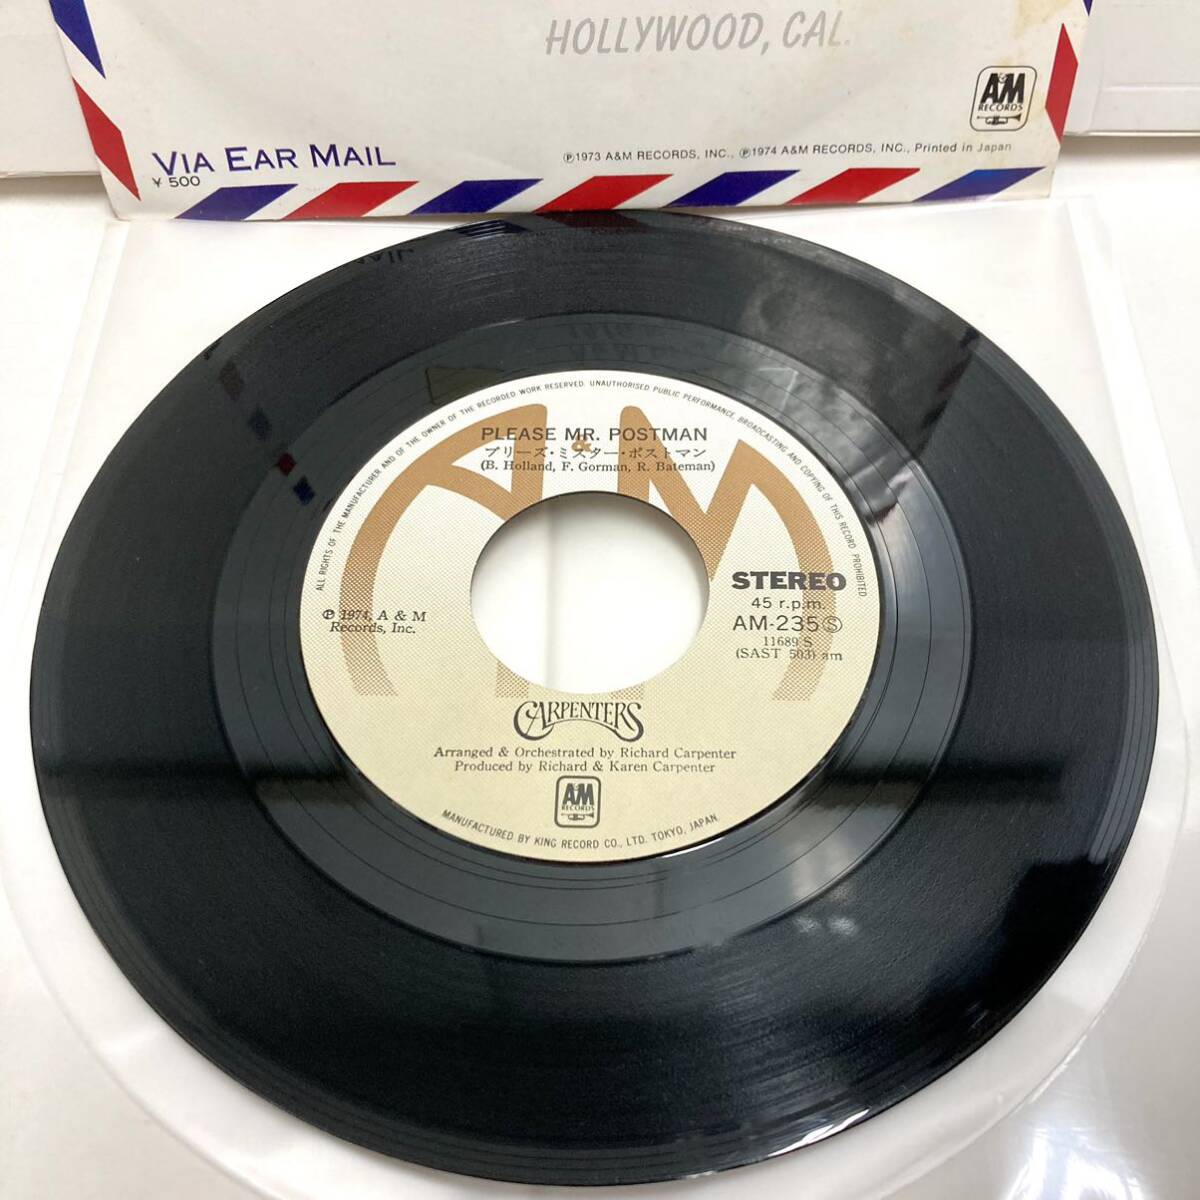 HOLLYWOOD, CAL.
A&M
RECORDS
VIA EAR MAIL
¥ 500
Ⓟ1973 A&M RECORDS, INC., Ⓟ1974 A&M RECORDS, INC., Printed in Japan
ALL RIGHTS OF THE MANUFACTURER AND OF THE OWNER OF THE RECORDED WORK RESERVED. UNAUTHORISED PUBLIC PERFORMANCE, BROADCASTING AND COPYING OF THIS RECORD PROHIBITED
&
PLEASE MR. POSTMAN
プリーズ・ミスター・ポストマン
(B. Holland, F. Gorman, R. Bateman)
STEREO
45 r.p.m.
AM-235Ⓢ
11689 S
(SAST 503) am
Ⓟ 1974, A & M
Records, Inc.
CARPENTERS
Arranged & Orchestrated by Richard Carpenter
Produced by Richard & Karen Carpenter
A&M
RECORDS
MANUFACTURED BY KING RECORD CO., LTD. TOKYO, JAPAN.